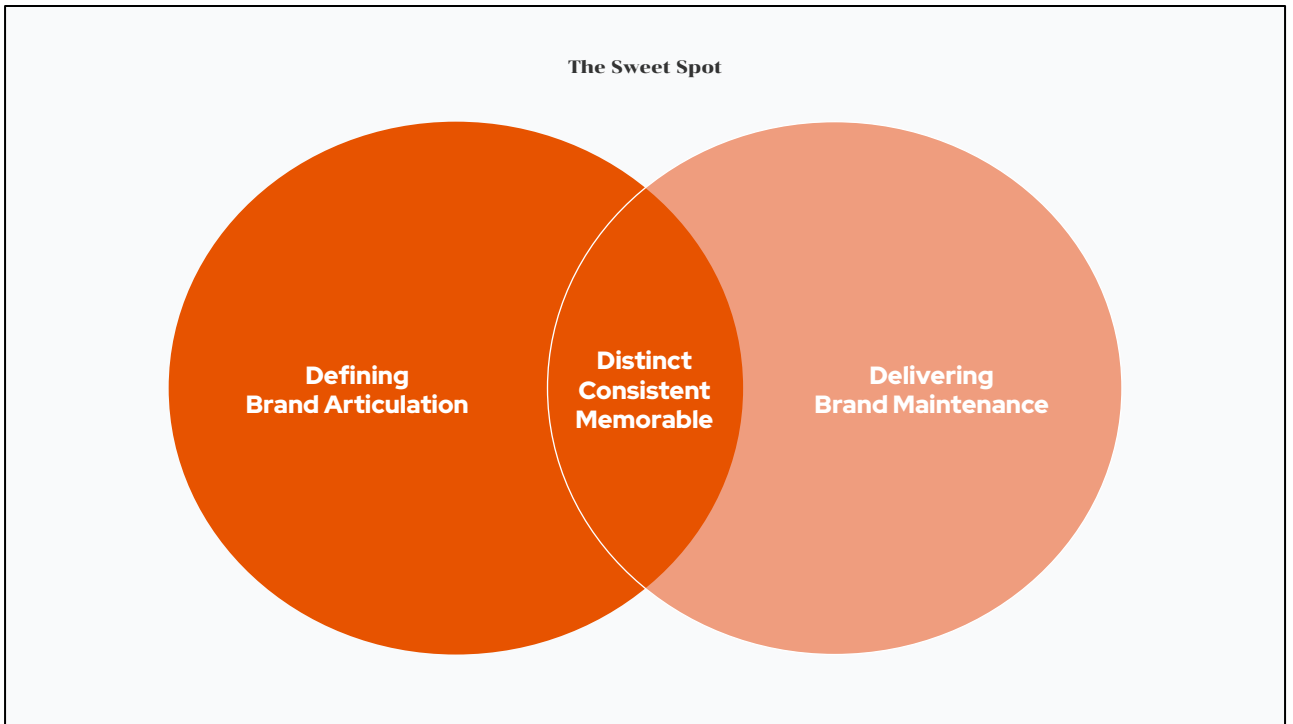 The Sweet Spot
Defining
Brand Articulation
Distinct
Consistent
Memorable
Delivering
Brand Maintenance